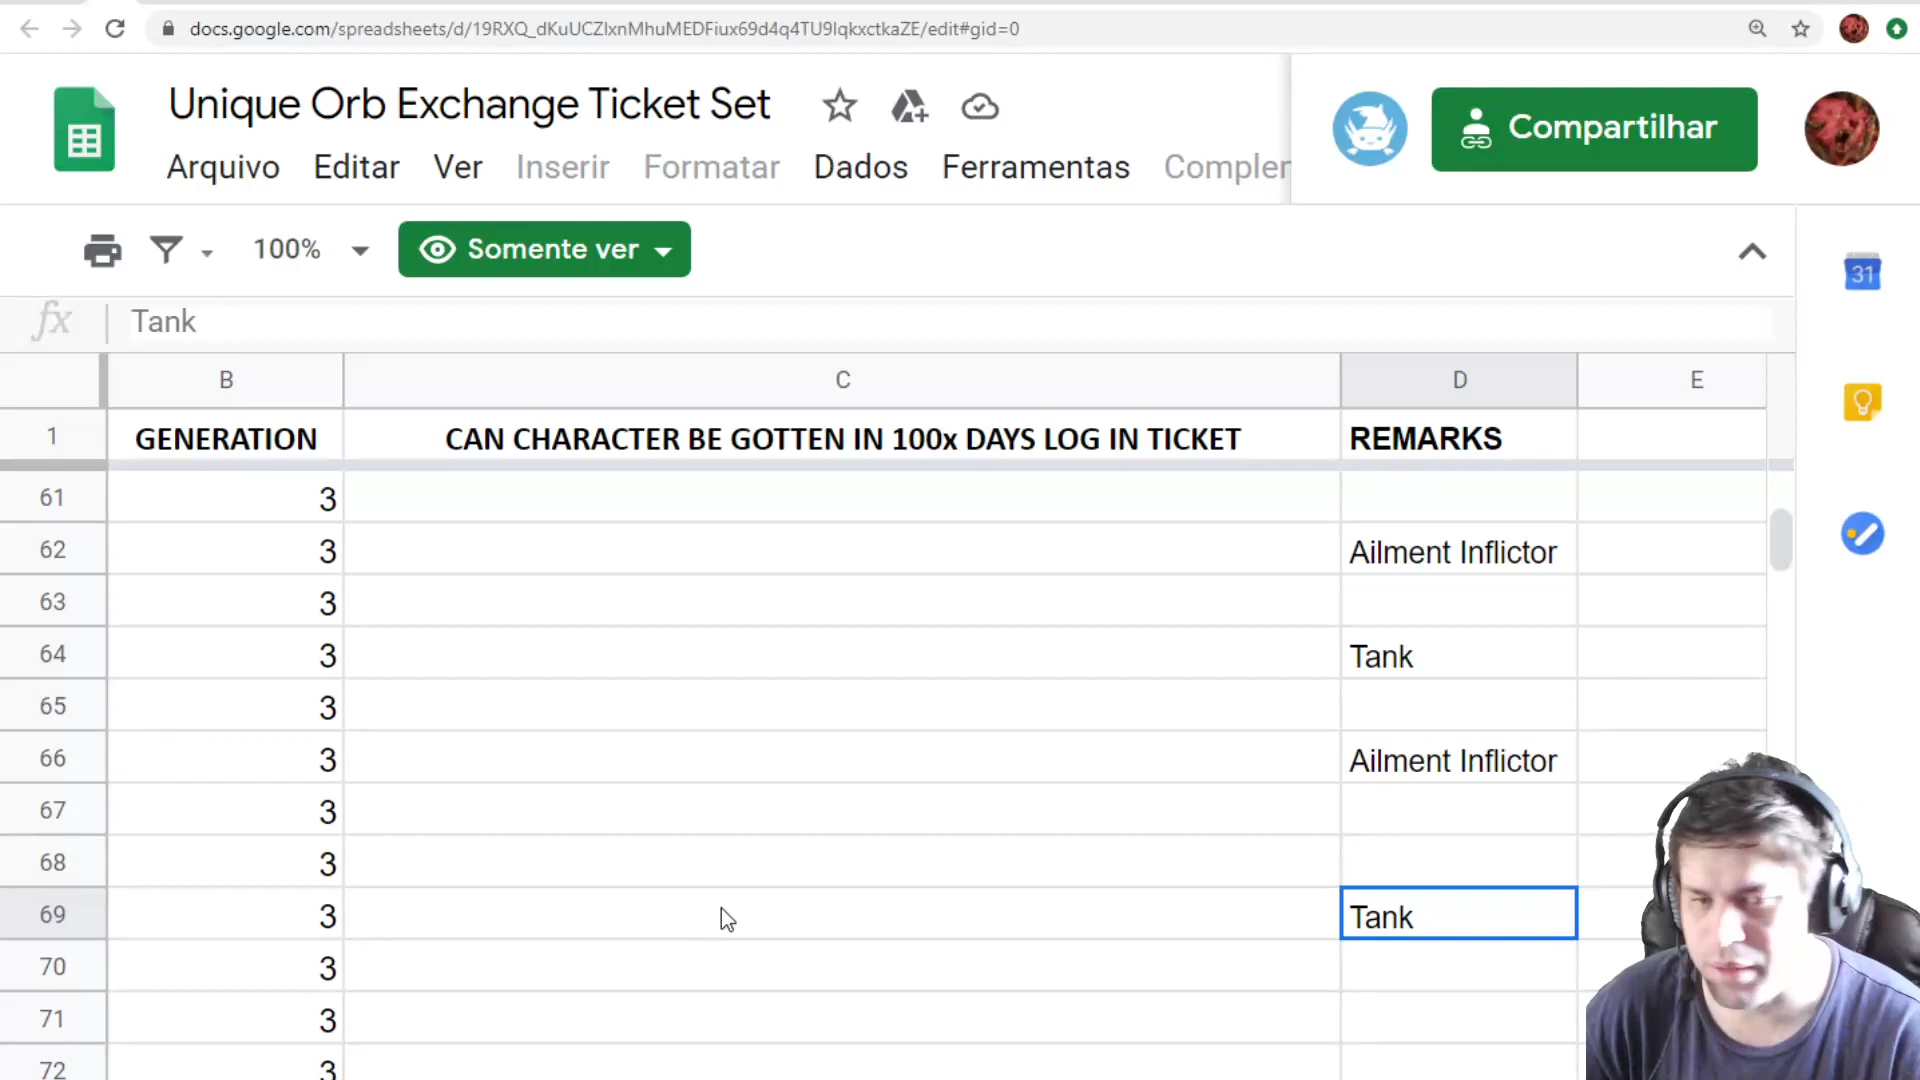 docs.google.com/spreadsheets/d/19RXQ_dKuUCZIxnMhuMEDFiux69d4q4TU9IqkxctkaZE/edit#gid=0
Unique Orb Exchange Ticket Set
Arquivo Editar Ver Inserir Formatar Dados Ferramentas Compler
Compartilhar
100% Somente ver
31
fx Tank
B C D E
1 GENERATION CAN CHARACTER BE GOTTEN IN 100x DAYS LOG IN TICKET REMARKS
61 3
62 3 Ailment Inflictor
63 3
64 3 Tank
65 3
66 3 Ailment Inflictor
67 3
68 3
69 3 Tank
70 3
71 3
72 3